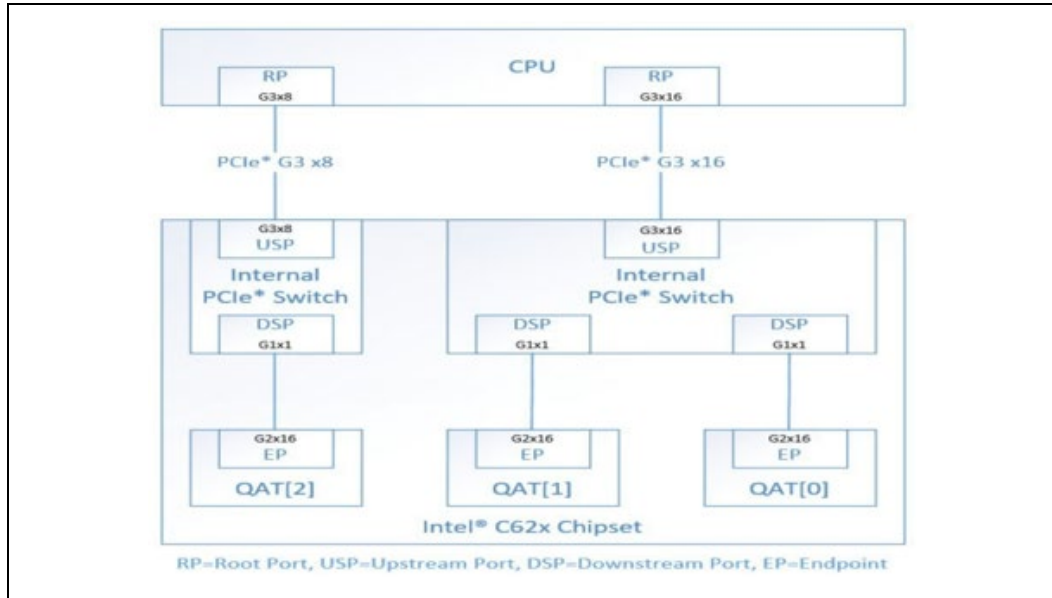 CPU
RP
G3x8
RP
G3x16
PCIe* G3 x8
PCIe* G3 x16
G3x8
USP
Internal
PCIe* Switch
DSP
G1x1
G3x16
USP
Internal
PCIe* Switch
DSP
G1x1
DSP
G1x1
G2x16
EP
QAT[2]
G2x16
EP
QAT[1]
G2x16
EP
QAT[0]
Intel® C62x Chipset
RP=Root Port, USP=Upstream Port, DSP=Downstream Port, EP=Endpoint